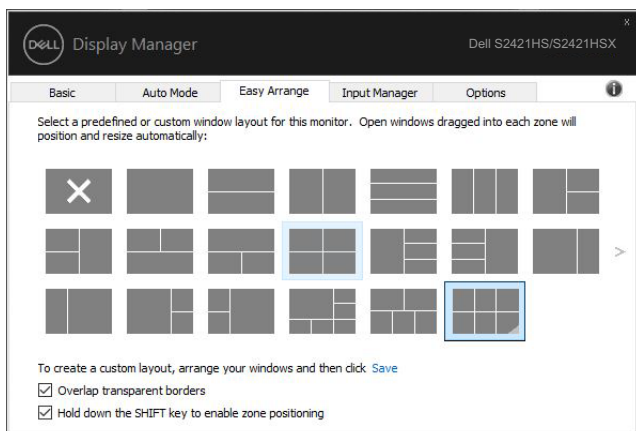 x
DELL Display Manager Dell S2421HS/S2421HSX
Basic Auto Mode Easy Arrange Input Manager Options i
Select a predefined or custom window layout for this monitor. Open windows dragged into each zone will
position and resize automatically:
>
To create a custom layout, arrange your windows and then click Save
Overlap transparent borders
Hold down the SHIFT key to enable zone positioning